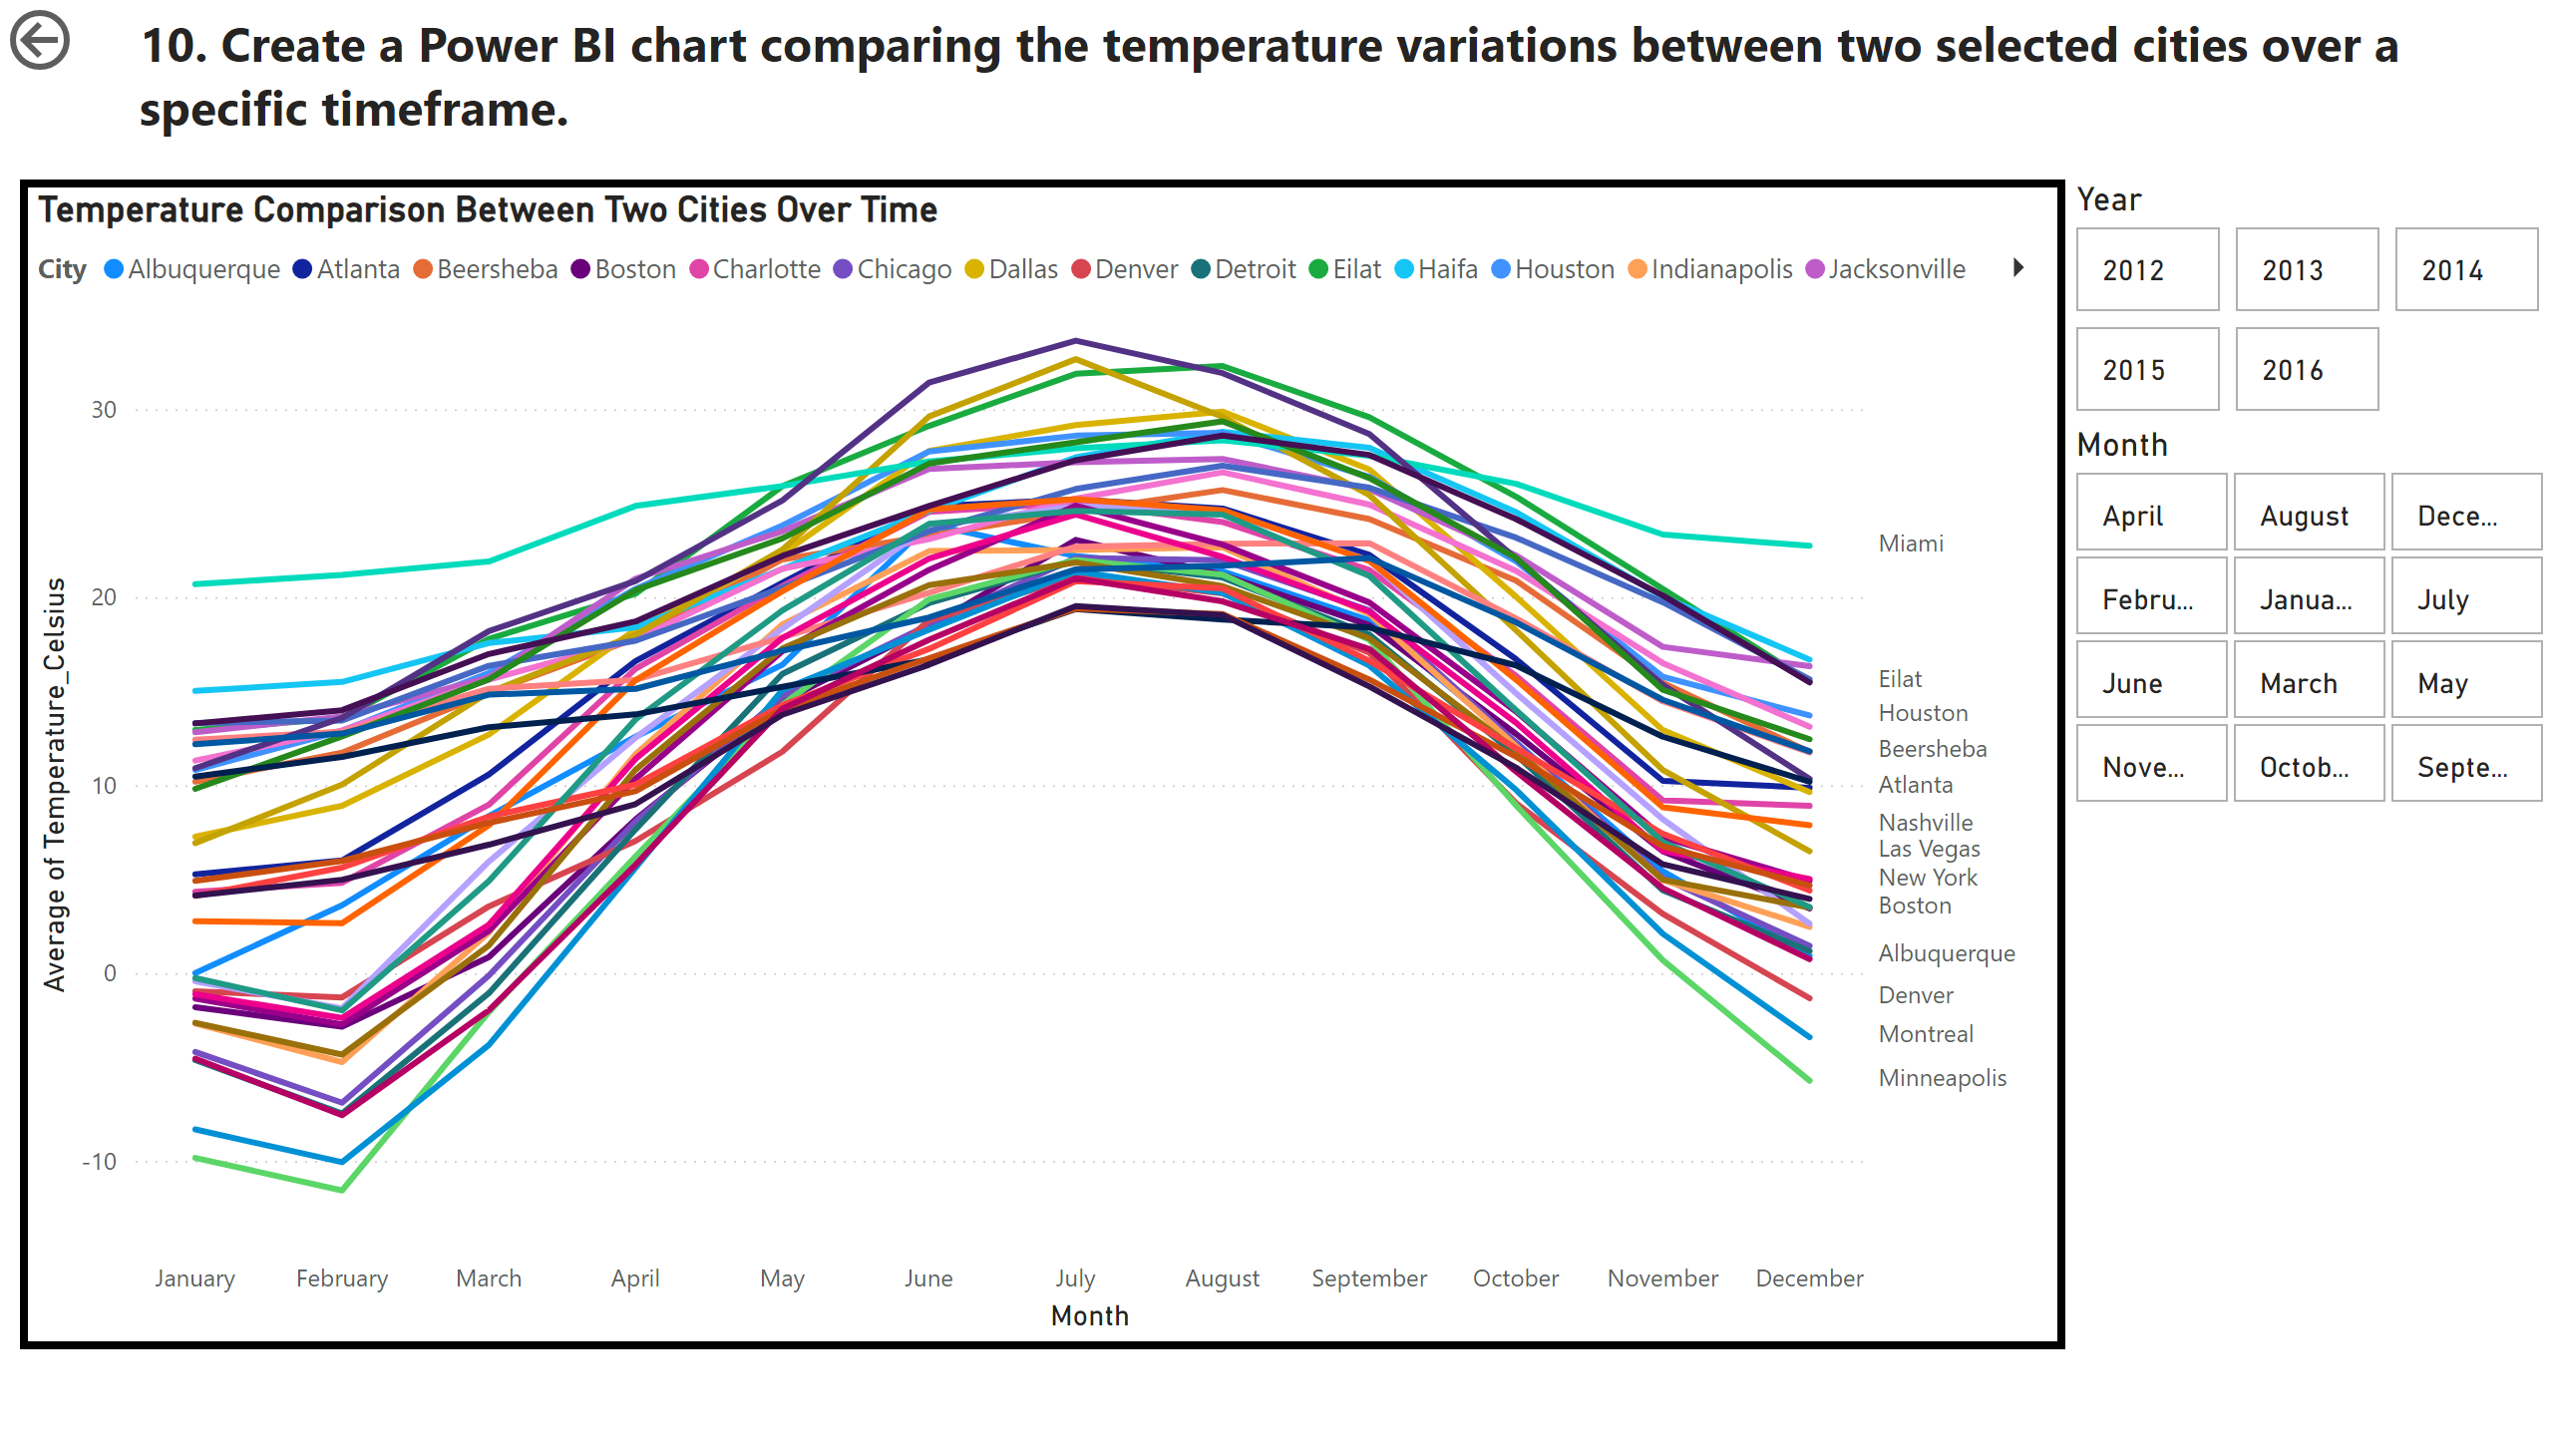 10. Create a Power BI chart comparing the temperature variations between two selected cities over a
specific timeframe.
Temperature Comparison Between Two Cities Over Time
City Albuquerque Atlanta Beersheba Boston Charlotte Chicago Dallas Denver Detroit Eilat Haifa Houston Indianapolis Jacksonville
Average of Temperature_Celsius
30
20
10
0
-10
Miami
Eilat
Houston
Beersheba
Atlanta
Nashville
Las Vegas
New York
Boston
Albuquerque
Denver
Montreal
Minneapolis
January February March April May June July August September October November December
Month
Year
2012 2013 2014
2015 2016
Month
April August Dece...
Febru... Janua... July
June March May
Nove... Octob... Septe...